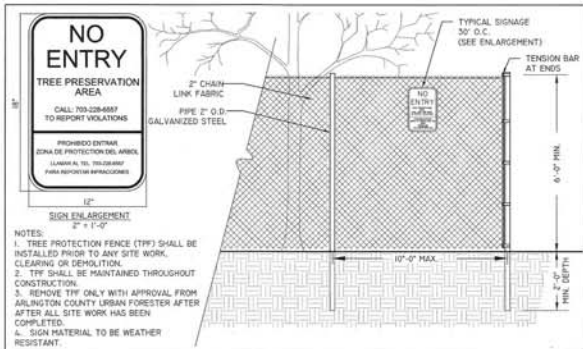 NO
ENTRY
TREE PRESERVATION
AREA
CALL: 703-228-6557
TO REPORT VIOLATIONS
PROHIBIDO ENTRAR
ZONA DE PROTECCION DEL ARBOL
LLAMAR AL TEL. 703-228-6557
PARA REPORTAR INFRACCIONES
18"
12"
SIGN ENLARGEMENT
2" = 1'-0"
NOTES:
1. TREE PROTECTION FENCE (TPF) SHALL BE
INSTALLED PRIOR TO ANY SITE WORK,
CLEARING OR DEMOLITION.
2. TPF SHALL BE MAINTAINED THROUGHOUT
CONSTRUCTION.
3. REMOVE TPF ONLY WITH APPROVAL FROM
ARLINGTON COUNTY URBAN FORESTER AFTER
AFTER ALL SITE WORK HAS BEEN
COMPLETED.
4. SIGN MATERIAL TO BE WEATHER
RESISTANT.
2" CHAIN
LINK FABRIC
PIPE 2" O.D.
GALVANIZED STEEL
TYPICAL SIGNAGE
30' O.C.
(SEE ENLARGEMENT)
TENSION BAR
AT ENDS
NO
ENTRY
6'-0" MIN.
10'-0" MAX.
2'-0"
MIN. DEPTH